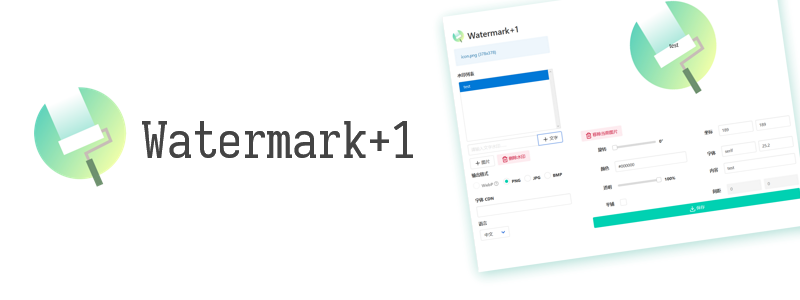 Watermark+1
Watermark+1
icon.png (378x378)
水印列表
test
+ 文字
+ 图片
删除水印
输出格式
WebP
PNG
JPG
BMP
字体 CDN
语言
中文
test
删除当前图片
旋转
0°
颜色
#000000
透明
100%
平铺
坐标
189
189
字体
serif
25.2
内容
test
间距
0
0
保存